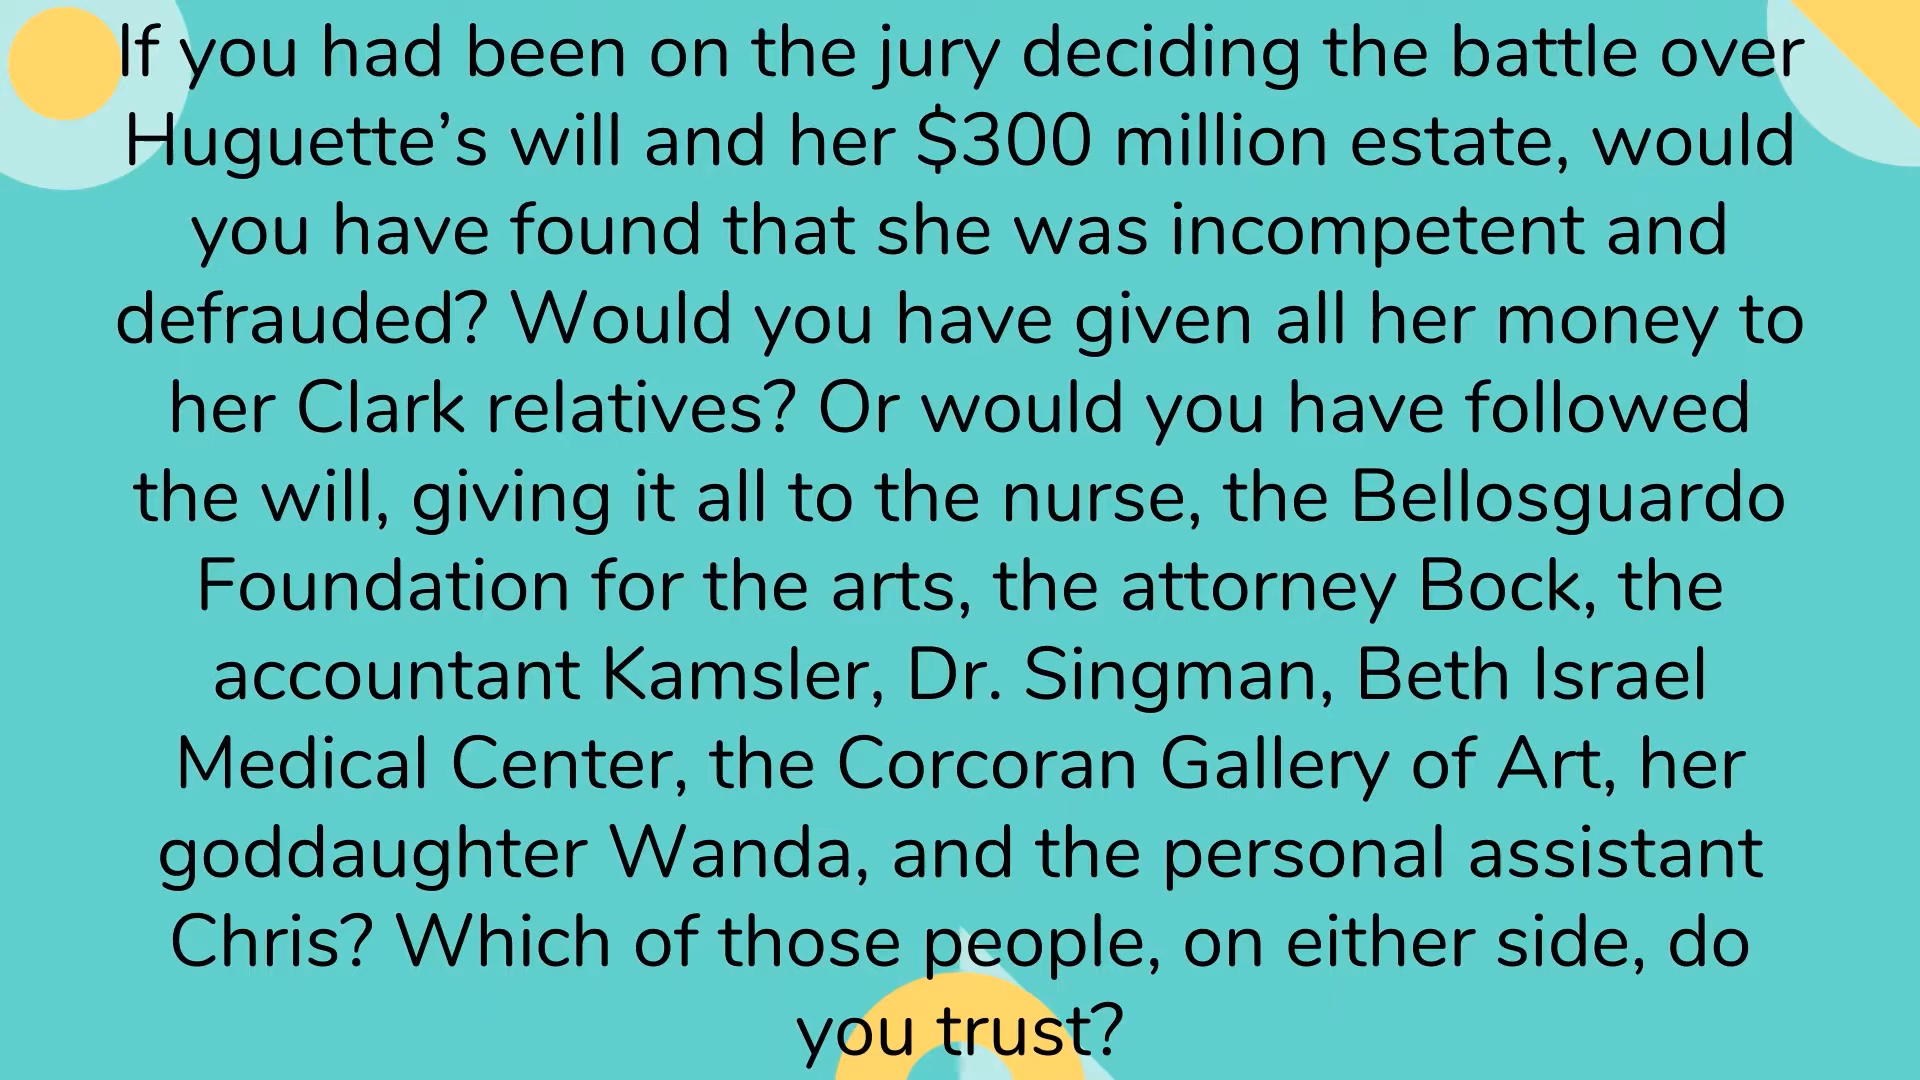 If you had been on the jury deciding the battle over
Huguette’s will and her $300 million estate, would
you have found that she was incompetent and
defrauded? Would you have given all her money to
her Clark relatives? Or would you have followed
the will, giving it all to the nurse, the Bellosguardo
Foundation for the arts, the attorney Bock, the
accountant Kamsler, Dr. Singman, Beth Israel
Medical Center, the Corcoran Gallery of Art, her
goddaughter Wanda, and the personal assistant
Chris? Which of those people, on either side, do
you trust?